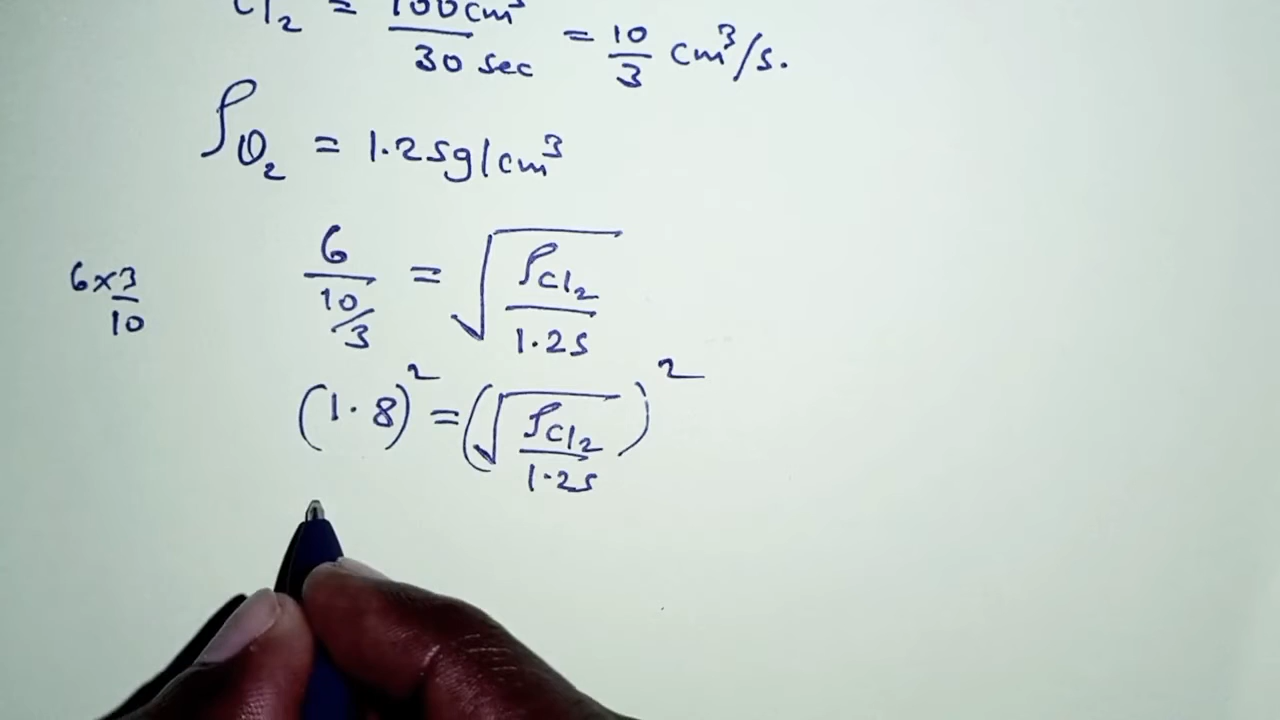 Cl₂ = 100cm³/30 sec = 10/3 cm³/s.
ρO₂ = 1.25g/cm³
6×3/10
6/(10/3) = √(ρCl₂/1.25)
(1.8)² = (√(ρCl₂/1.25))²